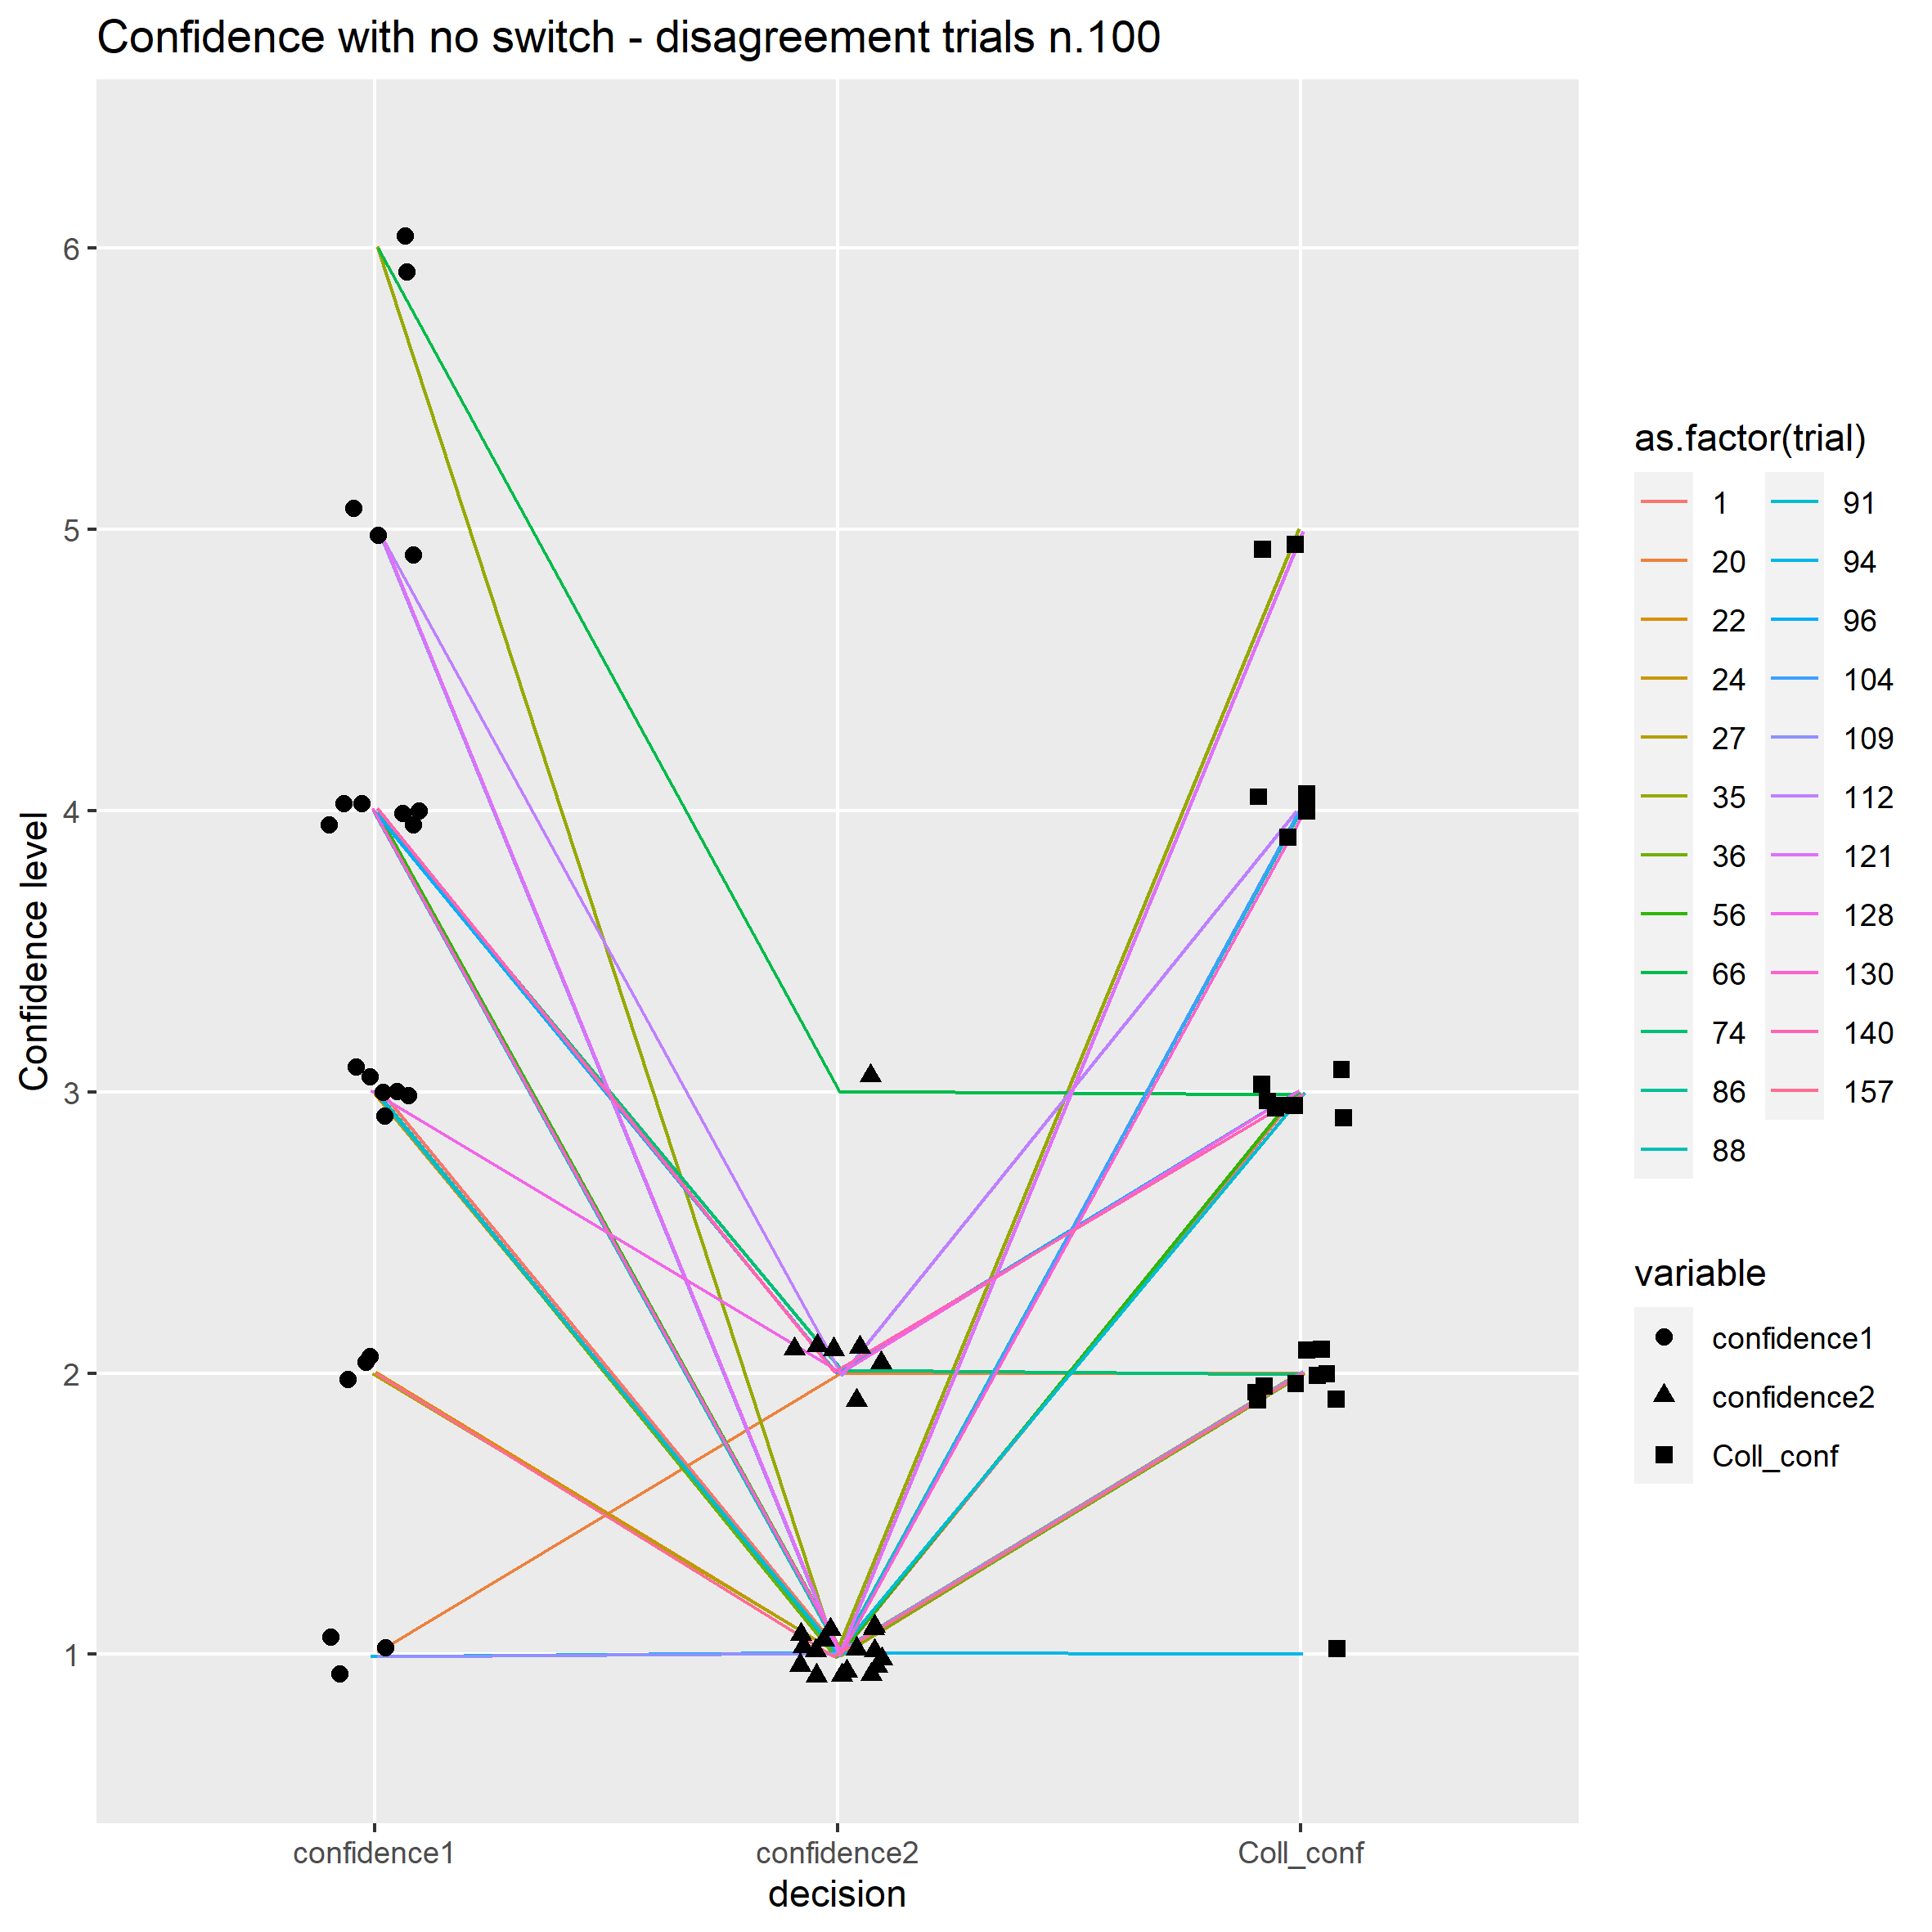 Confidence with no switch - disagreement trials n.100
Confidence level
6
5
4
3
2
1
confidence1 confidence2 Coll_conf
decision
as.factor(trial)
1 91
20 94
22 96
24 104
27 109
35 112
36 121
56 128
66 130
74 140
86 157
88
variable
confidence1
confidence2
Coll_conf